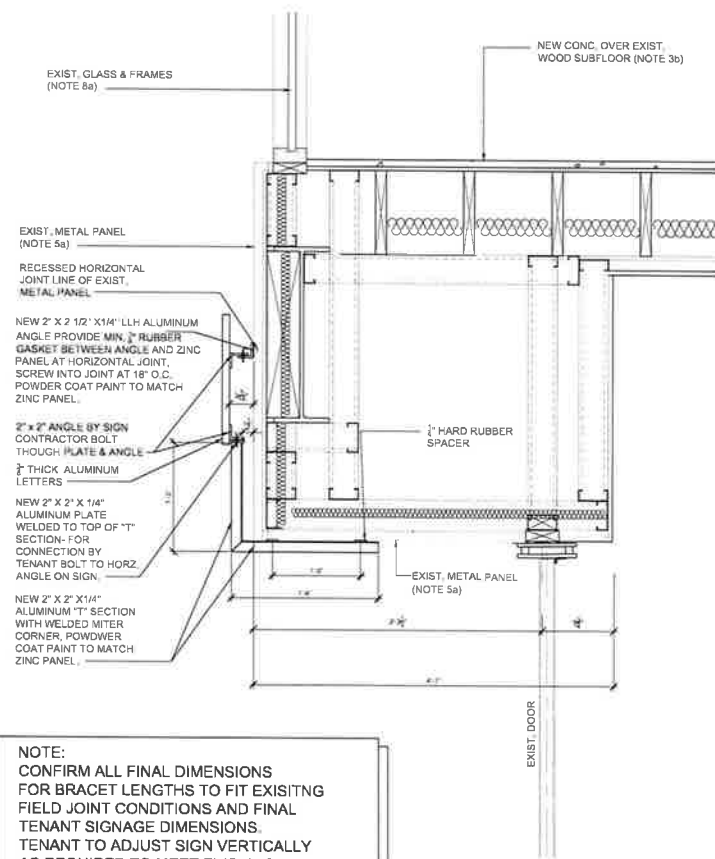 NEW CONC. OVER EXIST.
WOOD SUBFLOOR (NOTE 3b)
EXIST. GLASS & FRAMES
(NOTE 8a)
EXIST. METAL PANEL
(NOTE 5a)
RECESSED HORIZONTAL
JOINT LINE OF EXIST.
METAL PANEL
NEW 2" X 2 1/2" X1/4" LLH ALUMINUM
ANGLE PROVIDE MIN. RUBBER
GASKET BETWEEN ANGLE AND ZINC
PANEL AT HORIZONTAL JOINT,
SCREW INTO JOINT AT 18" O.C.
POWDER COAT PAINT TO MATCH
ZINC PANEL.
2" x 2" ANGLE BY SIGN
CONTRACTOR BOLT
THOUGH PLATE & ANGLE
THICK ALUMINUM
LETTERS
HARD RUBBER
SPACER
NEW 2" X 2" X 1/4"
ALUMINUM PLATE
WELDED TO TOP OF "T"
SECTION- FOR
CONNECTION BY
TENANT BOLT TO HORZ.
ANGLE ON SIGN.
EXIST. METAL PANEL
(NOTE 5a)
NEW 2" X 2" X1/4"
ALUMINUM "T" SECTION
WITH WELDED MITER
CORNER, POWDWER
COAT PAINT TO MATCH
ZINC PANEL.
EXIST. DOOR
NOTE:
CONFIRM ALL FINAL DIMENSIONS
FOR BRACET LENGTHS TO FIT EXISITNG
FIELD JOINT CONDITIONS AND FINAL
TENANT SIGNAGE DIMENSIONS.
TENANT TO ADJUST SIGN VERTICALLY